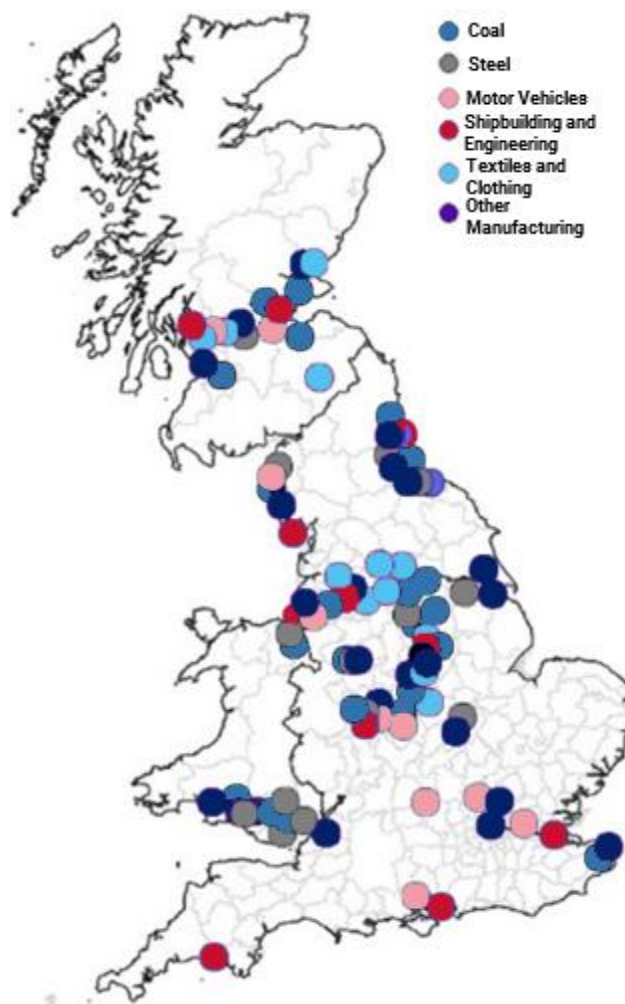 Coal
Steel
Motor Vehicles
Shipbuilding and
Engineering
Textiles and
Clothing
Other
Manufacturing